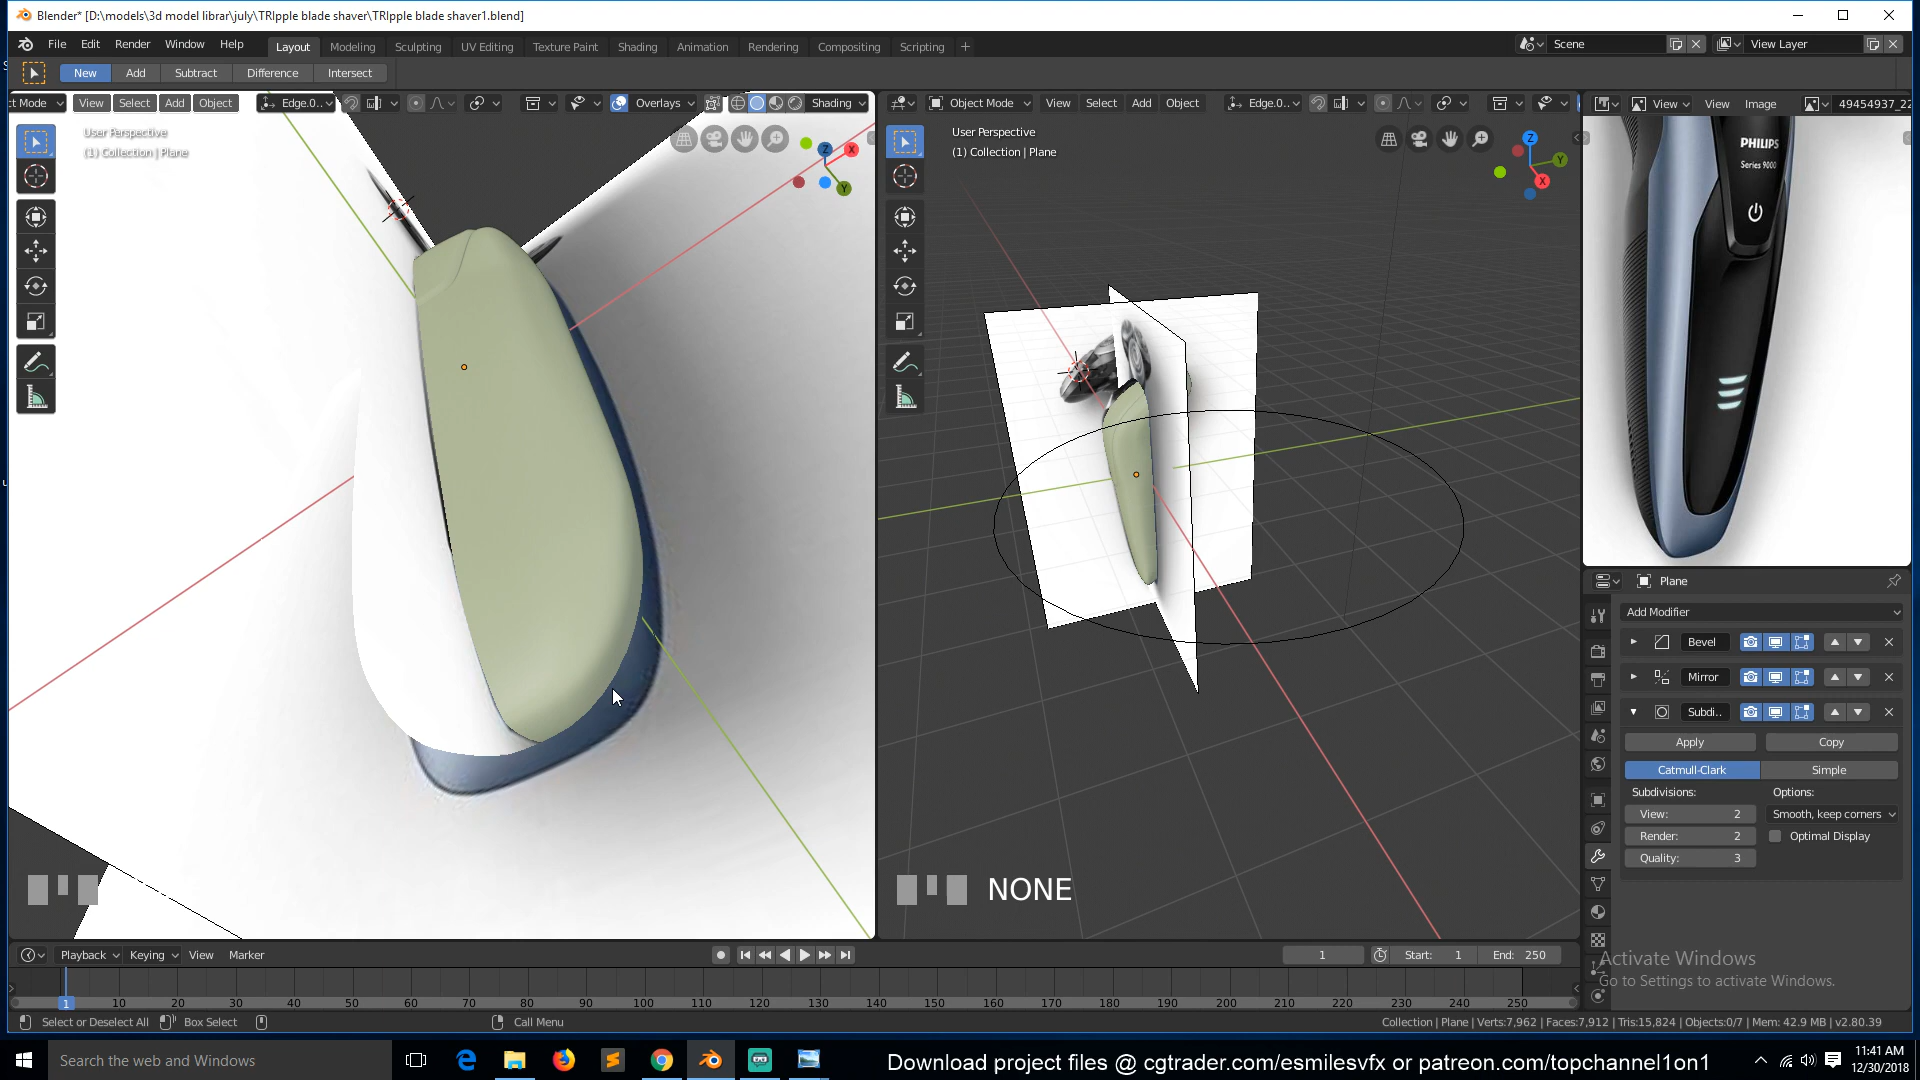 Blender* [D:\models\3d model librar\july\TRIpple blade shaver\TRIpple blade shaver1.blend]
File Edit Render Window Help Layout Modeling Sculpting UV Editing Texture Paint Shading Animation Rendering Compositing Scripting + Scene View Layer
New Add Subtract Difference Intersect
ct Mode View Select Add Object Edge.0.. Overlays Shading Object Mode View Select Add Object Edge.0.. View View Image 49454937_22
User Perspective
(1) Collection | Plane
Z X Y
User Perspective
(1) Collection | Plane
Z Y X
PHILIPS
Series 9000
Plane
Add Modifier
Bevel
Mirror
Subdi..
Apply Copy
Catmull-Clark Simple
Subdivisions: Options:
View: 2 Smooth, keep corners
Render: 2 Optimal Display
Quality: 3
NONE
Activate Windows
Go to Settings to activate Windows.
Playback Keying View Marker 1 Start: 1 End: 250
1 10 20 30 40 50 60 70 80 90 100 110 120 130 140 150 160 170 180 190 200 210 220 230 240 250
Select or Deselect All Box Select Call Menu Collection | Plane | Verts:7,962 | Faces:7,912 | Tris:15,824 | Objects:0/7 | Mem: 42.9 MB | v2.80.39
Search the web and Windows
Download project files @ cgtrader.com/esmilesvfx or patreon.com/topchannel1on1
11:41 AM
12/30/2018